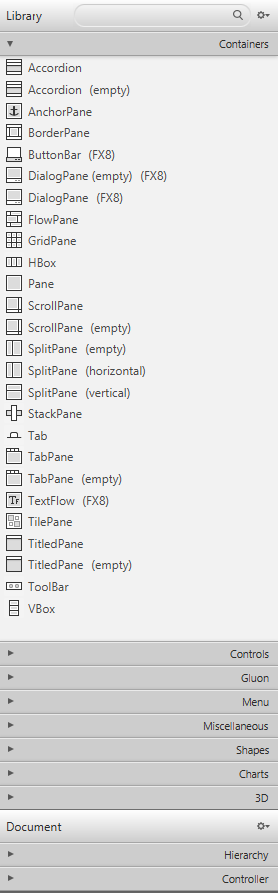 Library
Containers
Accordion
Accordion (empty)
AnchorPane
BorderPane
ButtonBar (FX8)
DialogPane (empty) (FX8)
DialogPane (FX8)
FlowPane
GridPane
HBox
Pane
ScrollPane
ScrollPane (empty)
SplitPane (empty)
SplitPane (horizontal)
SplitPane (vertical)
StackPane
Tab
TabPane
TabPane (empty)
TextFlow (FX8)
TilePane
TitledPane
TitledPane (empty)
ToolBar
VBox
Controls
Gluon
Menu
Miscellaneous
Shapes
Charts
3D
Document
Hierarchy
Controller